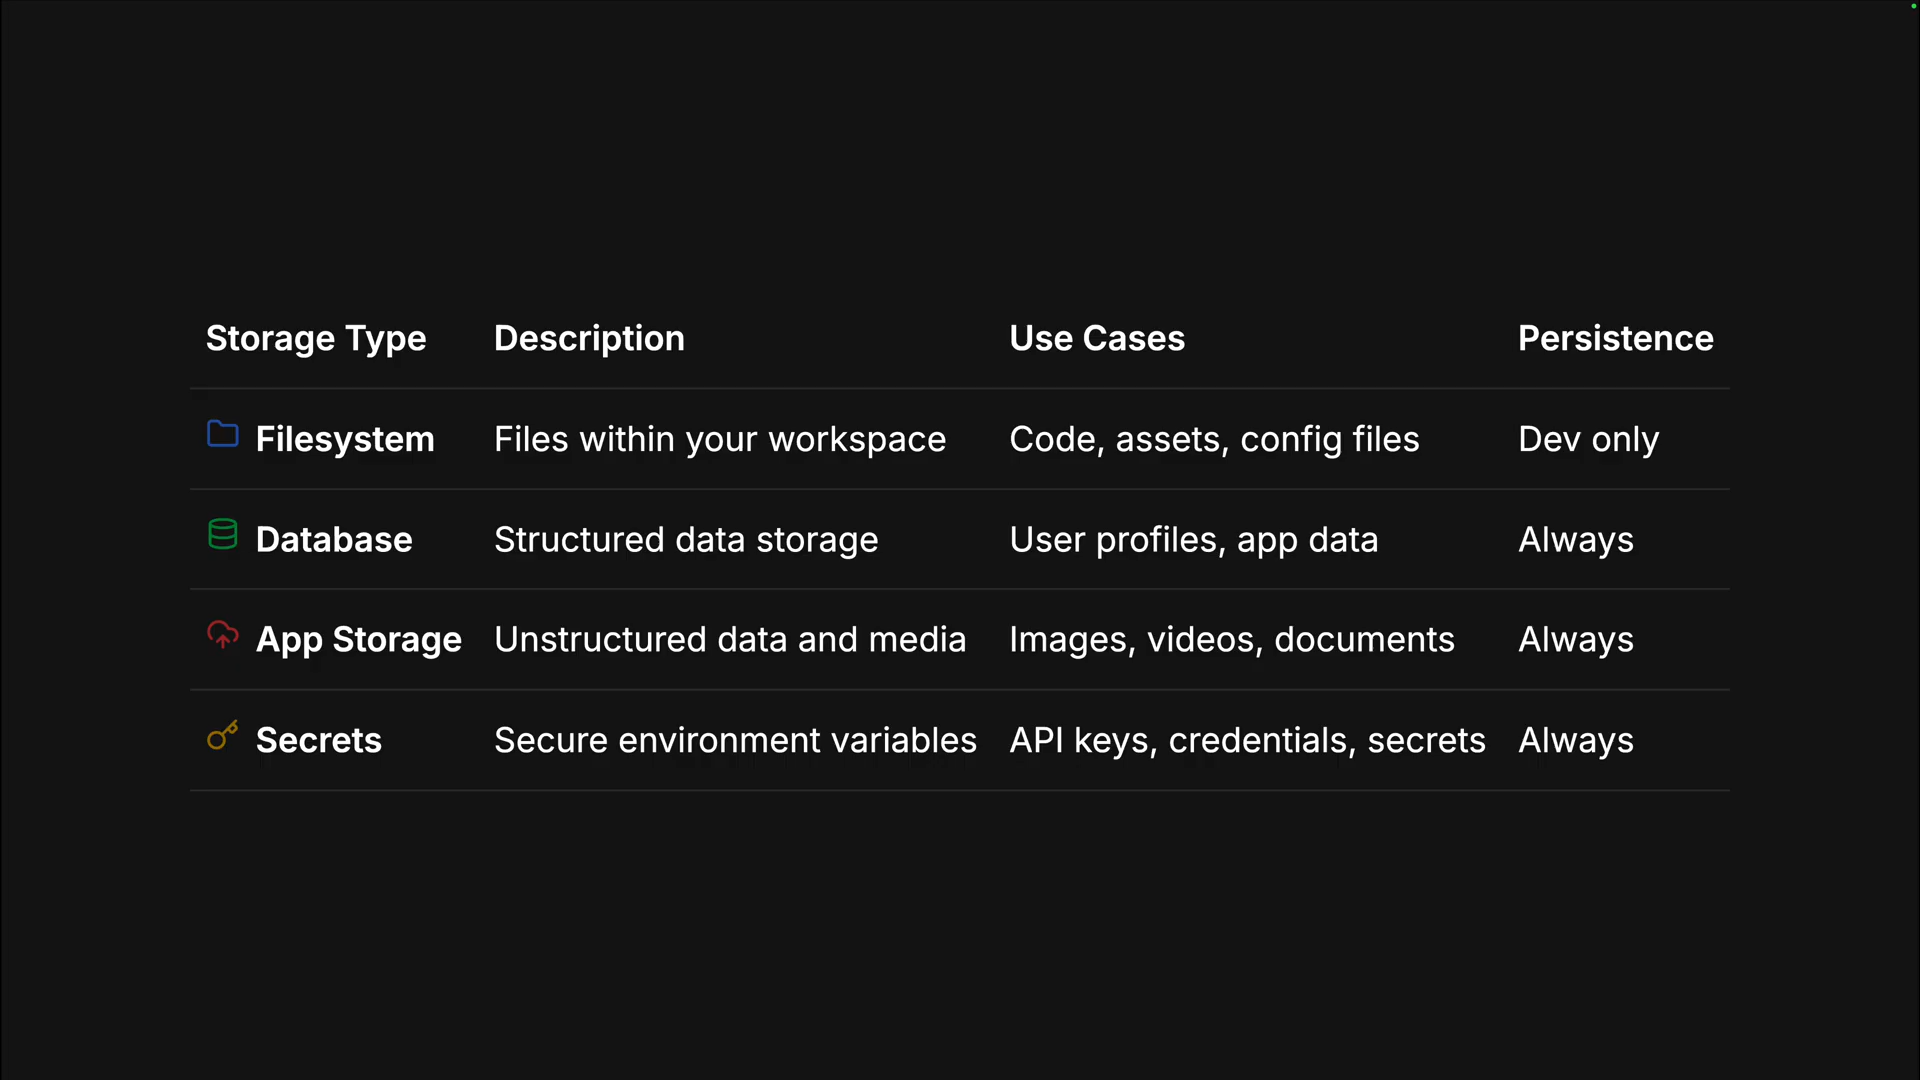 Storage Type Description Use Cases Persistence
Filesystem Files within your workspace Code, assets, config files Dev only
Database Structured data storage User profiles, app data Always
App Storage Unstructured data and media Images, videos, documents Always
Secrets Secure environment variables API keys, credentials, secrets Always